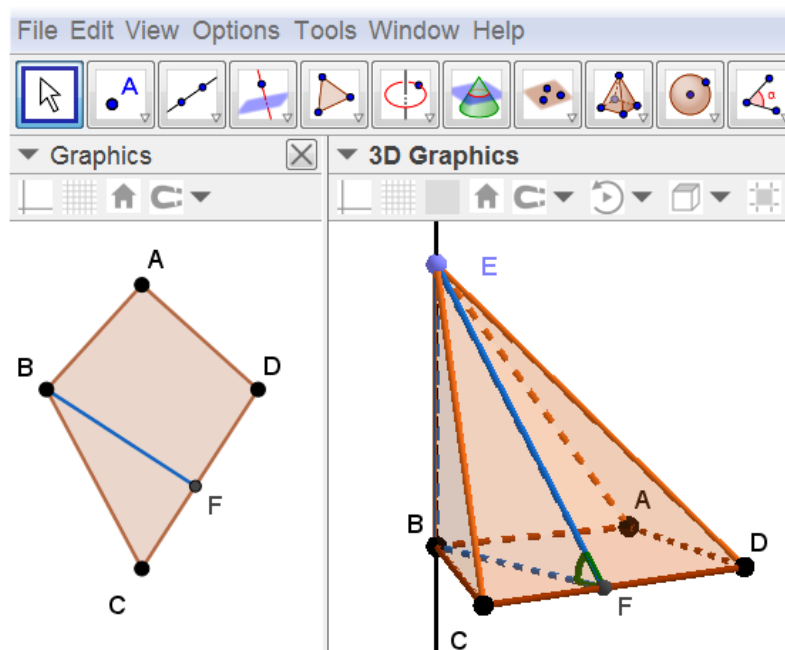 File Edit View Options Tools Window Help
A
α
Graphics
3D Graphics
A
B
D
F
C
E
A
B
D
F
C